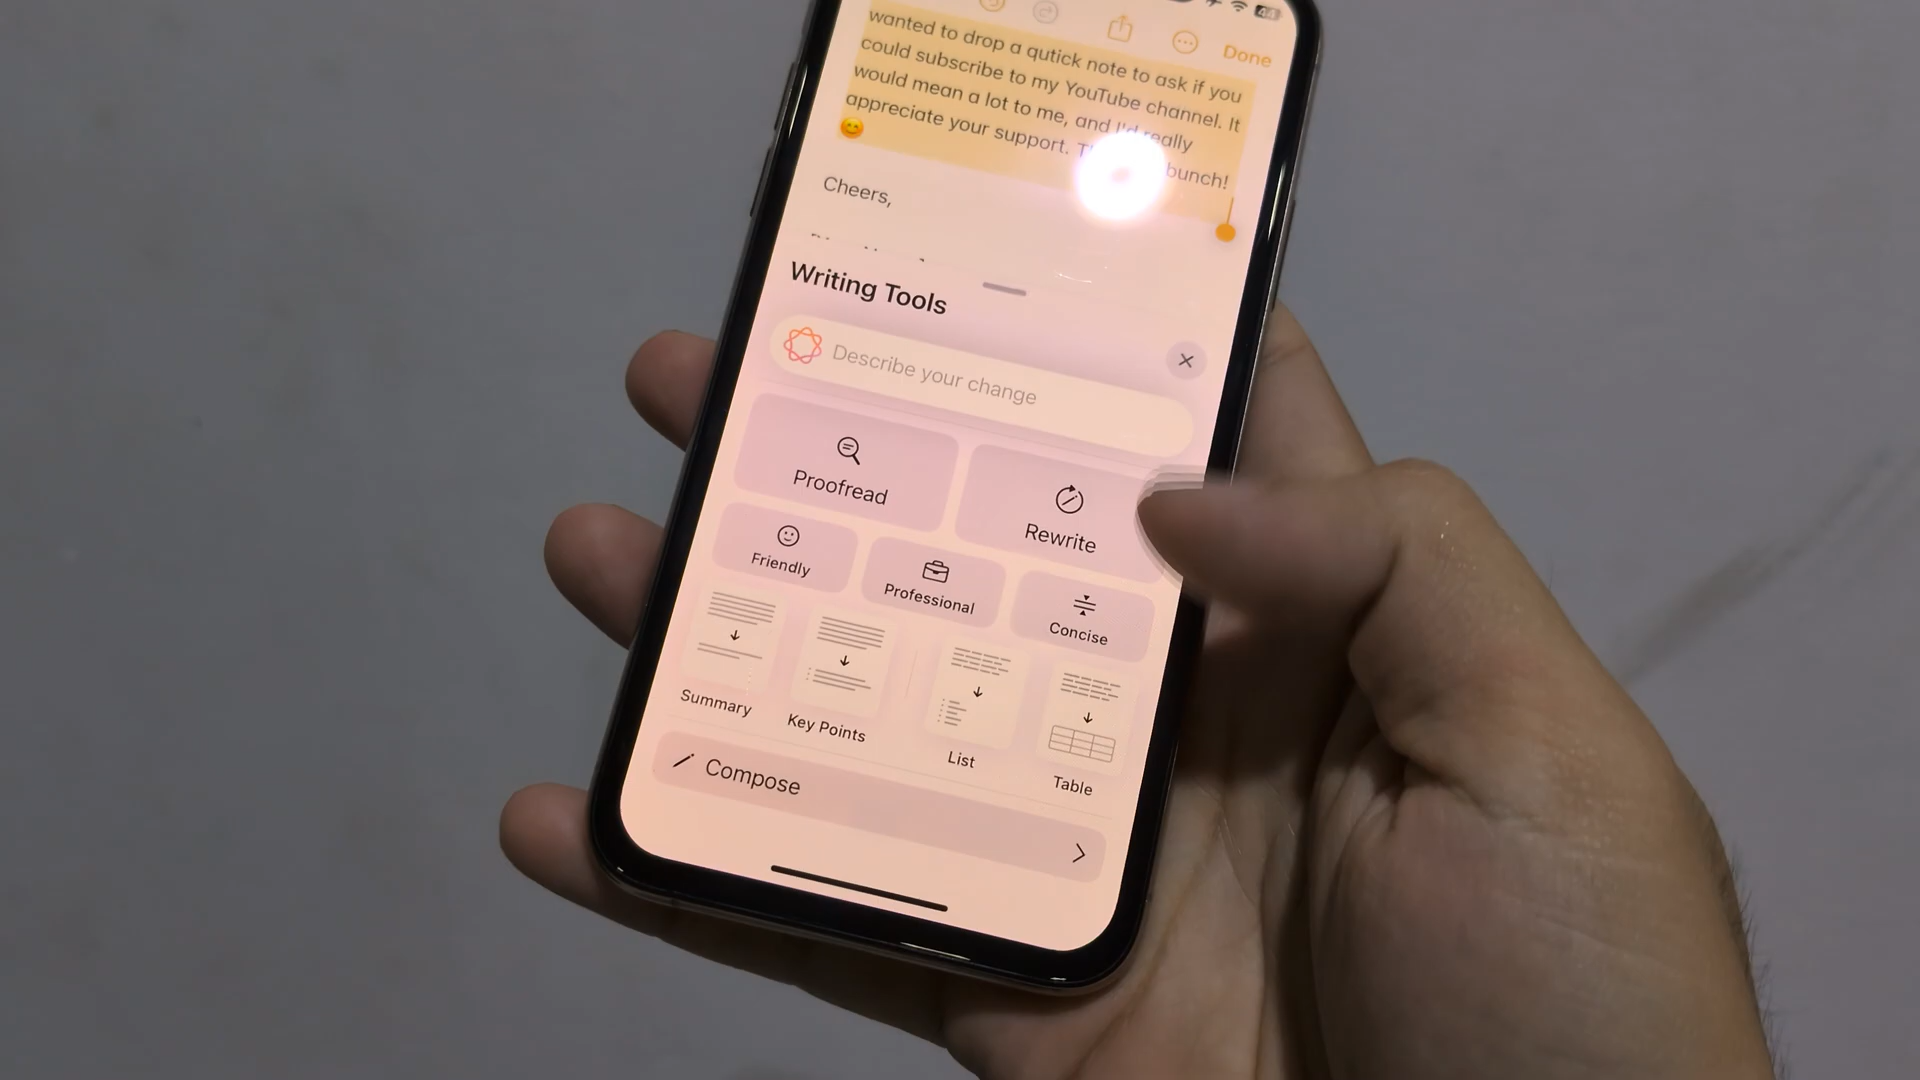 44
Done
wanted to drop a qutick note to ask if you
could subscribe to my YouTube channel. It
would mean a lot to me, and I'd really
appreciate your support. bunch!
😊
Cheers,
Writing Tools
Describe your change
Proofread
Rewrite
Friendly
Professional
Concise
Summary
Key Points
List
Table
Compose